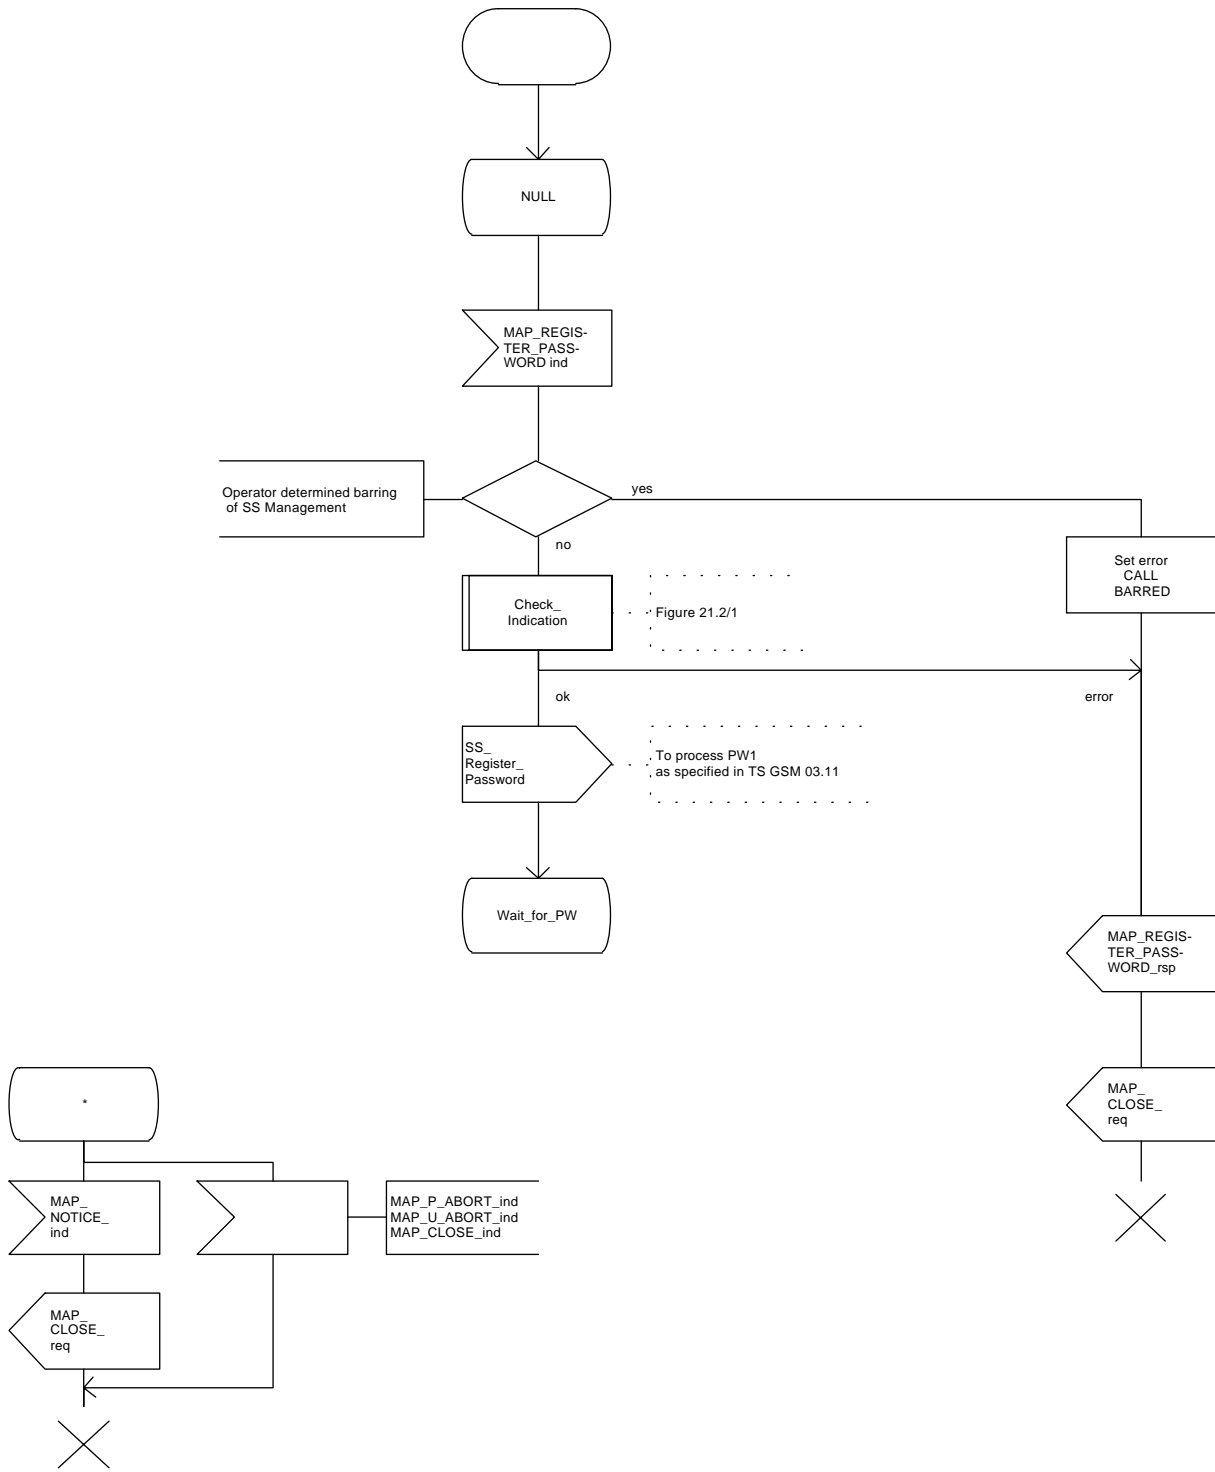 NULL
MAP_REGIS-
TER_PASS-
WORD ind
Operator determined barring
of SS Management
yes
no
Set error
CALL
BARRED
Check_
Indication
Figure 21.2/1
ok
error
SS_
Register_
Password
To process PW1
as specified in TS GSM 03.11
Wait_for_PW
MAP_REGIS-
TER_PASS-
WORD_rsp
MAP_
CLOSE_
req
*
MAP_
NOTICE_
ind
MAP_P_ABORT_ind
MAP_U_ABORT_ind
MAP_CLOSE_ind
MAP_
CLOSE_
req